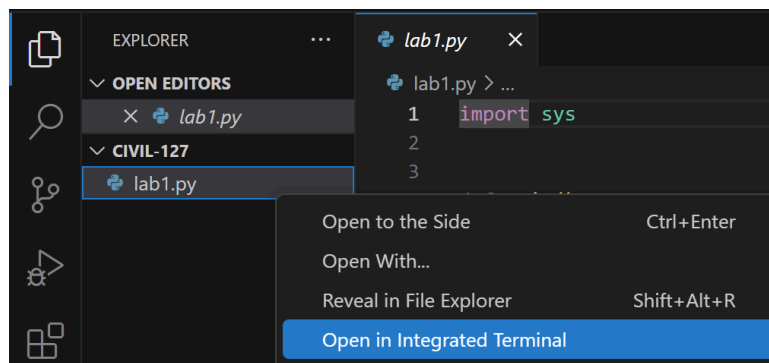 EXPLORER ...
lab1.py
OPEN EDITORS
lab1.py
lab1.py > ...
1 import sys
2
3
CIVIL-127
lab1.py
Open to the Side Ctrl+Enter
Open With...
Reveal in File Explorer Shift+Alt+R
Open in Integrated Terminal